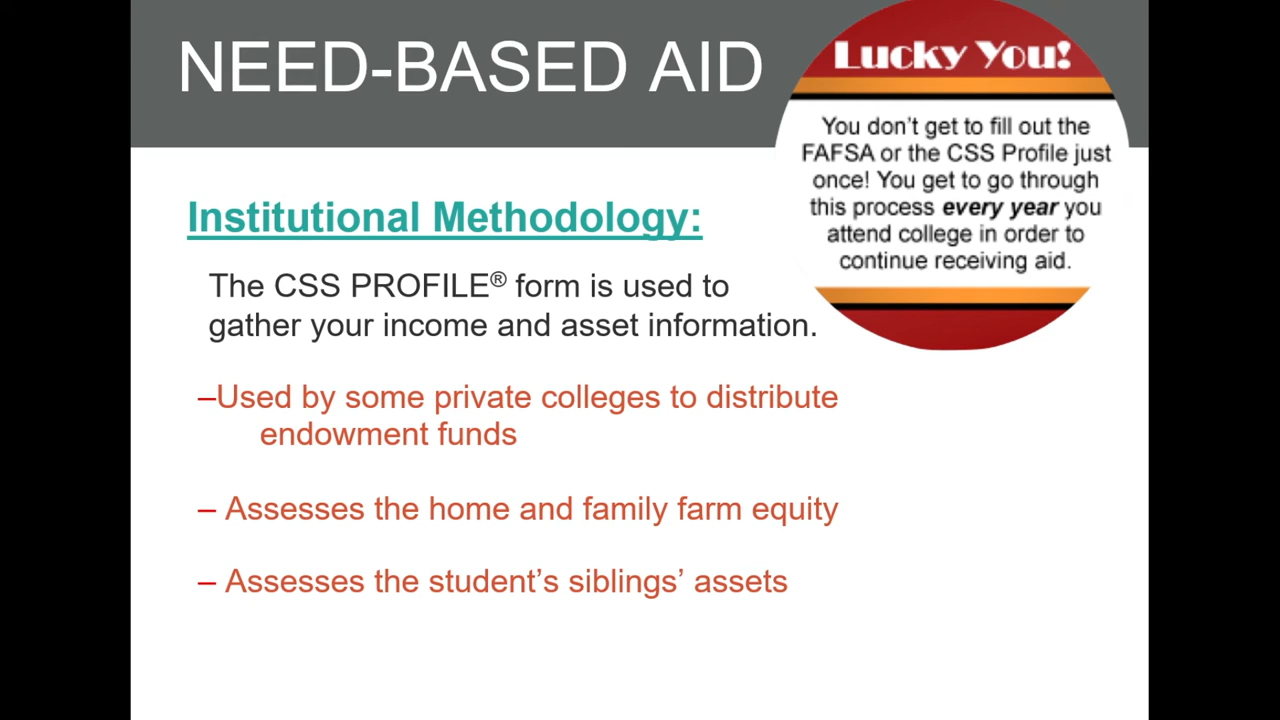 NEED-BASED AID
Lucky You!
You don't get to fill out the
FAFSA or the CSS Profile just
once! You get to go through
this process every year you
attend college in order to
continue receiving aid.
Institutional Methodology:
The CSS PROFILE® form is used to
gather your income and asset information.
–Used by some private colleges to distribute
endowment funds
– Assesses the home and family farm equity
– Assesses the student’s siblings’ assets